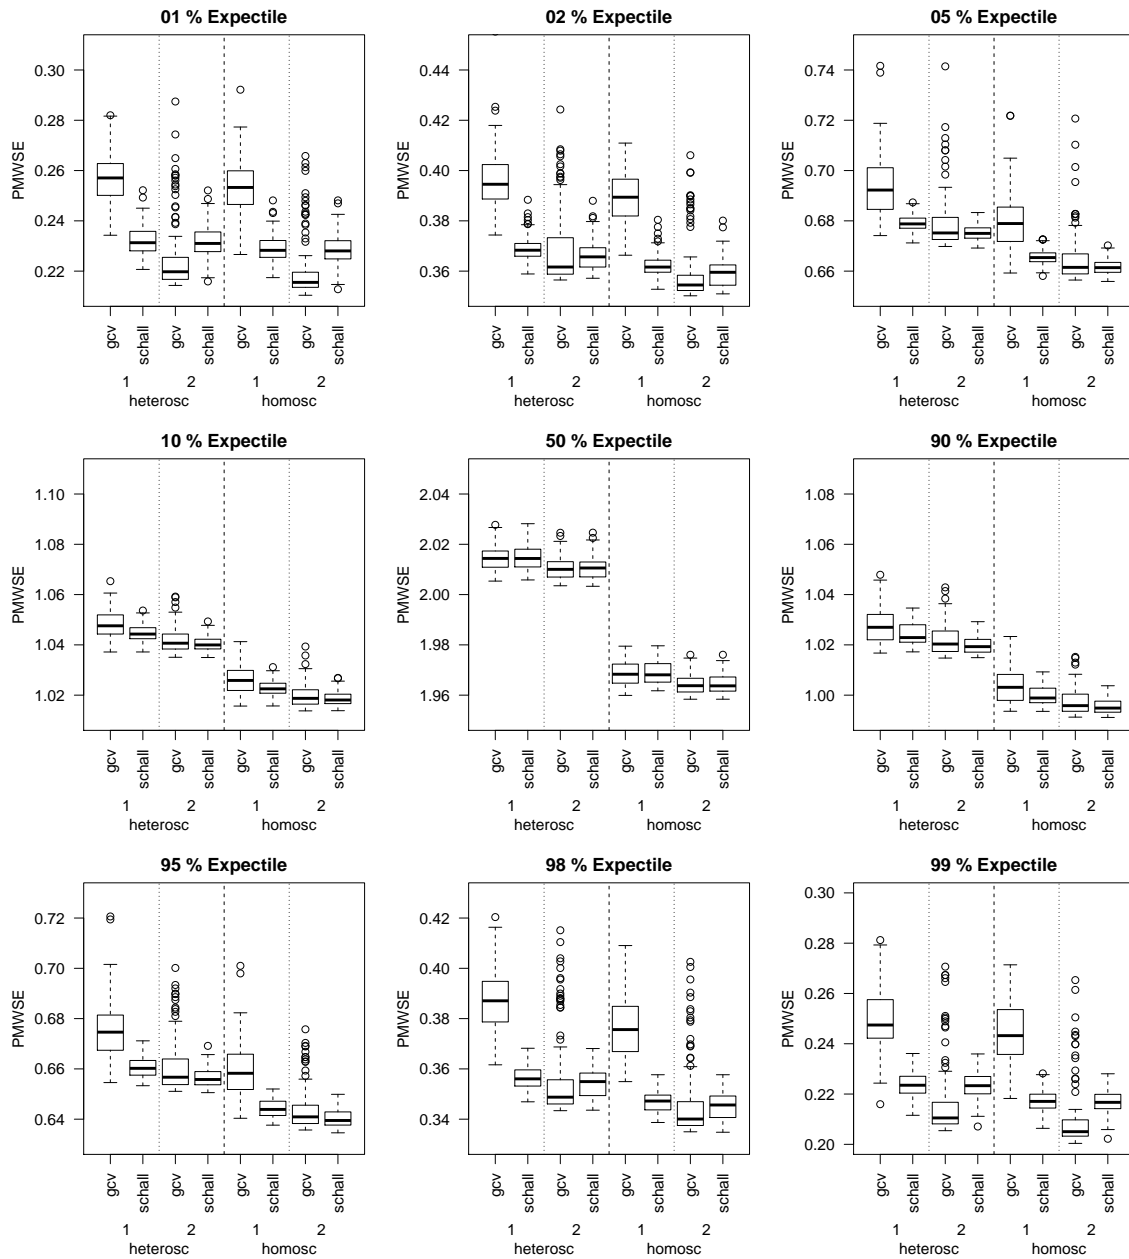 01 % Expectile
PMWSE
0.30
0.28
0.26
0.24
0.22
gcv
schall
gcv
schall
gcv
schall
gcv
schall
1 2 1 2
heterosc homosc
02 % Expectile
PMWSE
0.44
0.42
0.40
0.38
0.36
gcv
schall
gcv
schall
gcv
schall
gcv
schall
1 2 1 2
heterosc homosc
05 % Expectile
PMWSE
0.74
0.72
0.70
0.68
0.66
gcv
schall
gcv
schall
gcv
schall
gcv
schall
1 2 1 2
heterosc homosc
10 % Expectile
PMWSE
1.10
1.08
1.06
1.04
1.02
gcv
schall
gcv
schall
gcv
schall
gcv
schall
1 2 1 2
heterosc homosc
50 % Expectile
PMWSE
2.04
2.02
2.00
1.98
1.96
gcv
schall
gcv
schall
gcv
schall
gcv
schall
1 2 1 2
heterosc homosc
90 % Expectile
PMWSE
1.08
1.06
1.04
1.02
1.00
gcv
schall
gcv
schall
gcv
schall
gcv
schall
1 2 1 2
heterosc homosc
95 % Expectile
PMWSE
0.72
0.70
0.68
0.66
0.64
gcv
schall
gcv
schall
gcv
schall
gcv
schall
1 2 1 2
heterosc homosc
98 % Expectile
PMWSE
0.42
0.40
0.38
0.36
0.34
gcv
schall
gcv
schall
gcv
schall
gcv
schall
1 2 1 2
heterosc homosc
99 % Expectile
PMWSE
0.30
0.28
0.26
0.24
0.22
0.20
gcv
schall
gcv
schall
gcv
schall
gcv
schall
1 2 1 2
heterosc homosc